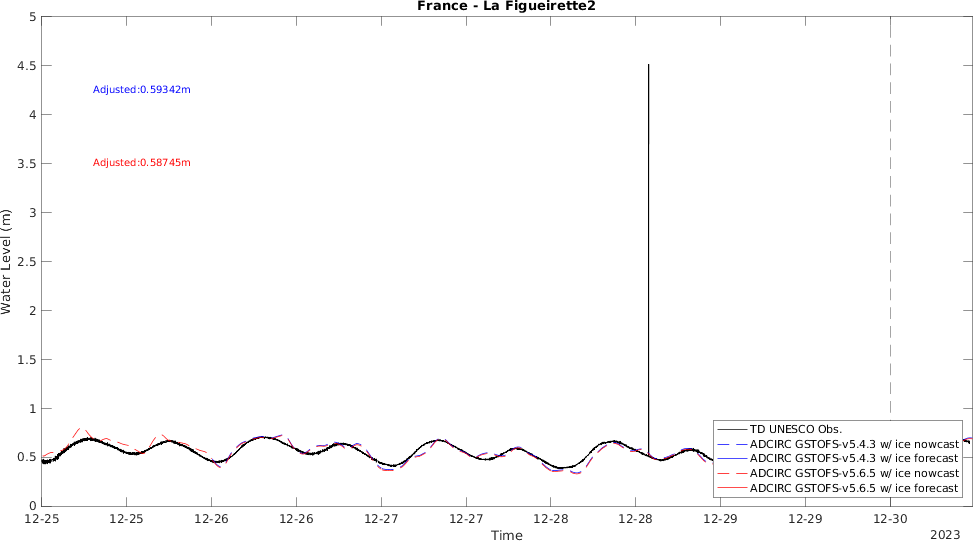 France - La Figueirette2
5
4.5
4
3.5
3
2.5
2
1.5
1
0.5
0
Water Level (m)
Adjusted:0.59342m
Adjusted:0.58745m
TD UNESCO Obs.
ADCIRC GSTOFS-v5.4.3 w/ ice nowcast
ADCIRC GSTOFS-v5.4.3 w/ ice forecast
ADCIRC GSTOFS-v5.6.5 w/ ice nowcast
ADCIRC GSTOFS-v5.6.5 w/ ice forecast
12-25 12-25 12-26 12-26 12-27 12-27 12-28 12-28 12-29 12-29 12-30
Time
2023